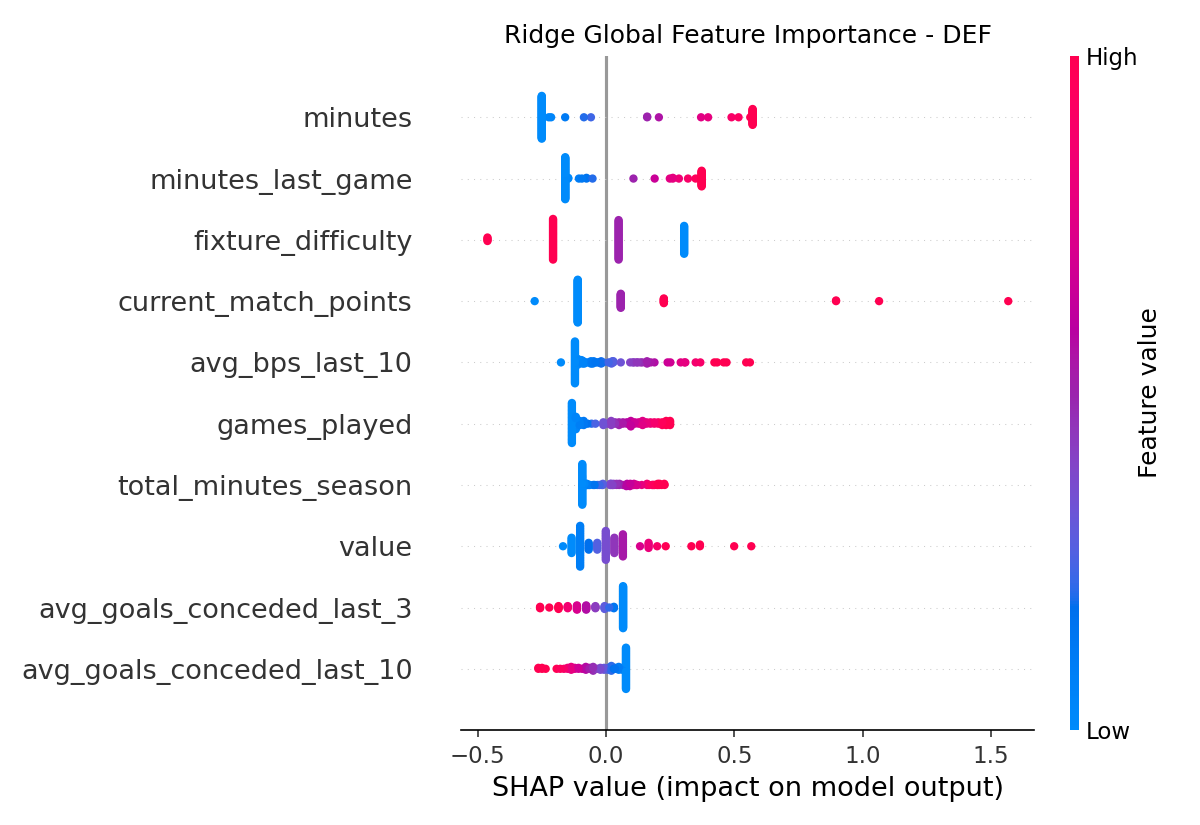 Ridge Global Feature Importance - DEF
High
minutes
minutes_last_game
fixture_difficulty
current_match_points
avg_bps_last_10
games_played
total_minutes_season
value
avg_goals_conceded_last_3
avg_goals_conceded_last_10
Feature value
Low
−0.5 0.0 0.5 1.0 1.5
SHAP value (impact on model output)